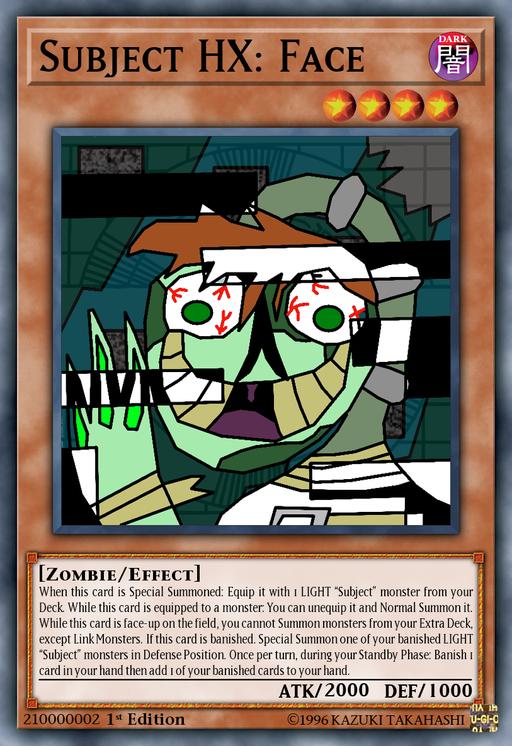 SUBJECT HX: FACE
DARK
闇
[ZOMBIE/EFFECT]
When this card is Special Summoned: Equip it with 1 LIGHT “Subject” monster from your
Deck. While this card is equipped to a monster: You can unequip it and Normal Summon it.
While this card is face-up on the field, you cannot Summon monsters from your Extra Deck,
except Link Monsters. If this card is banished. Special Summon one of your banished LIGHT
“Subject” monsters in Defense Position. Once per turn, during your Standby Phase: Banish 1
card in your hand then add 1 of your banished cards to your hand.
ATK/2000 DEF/1000
210000002 1st Edition ©1996 KAZUKI TAKAHASHI